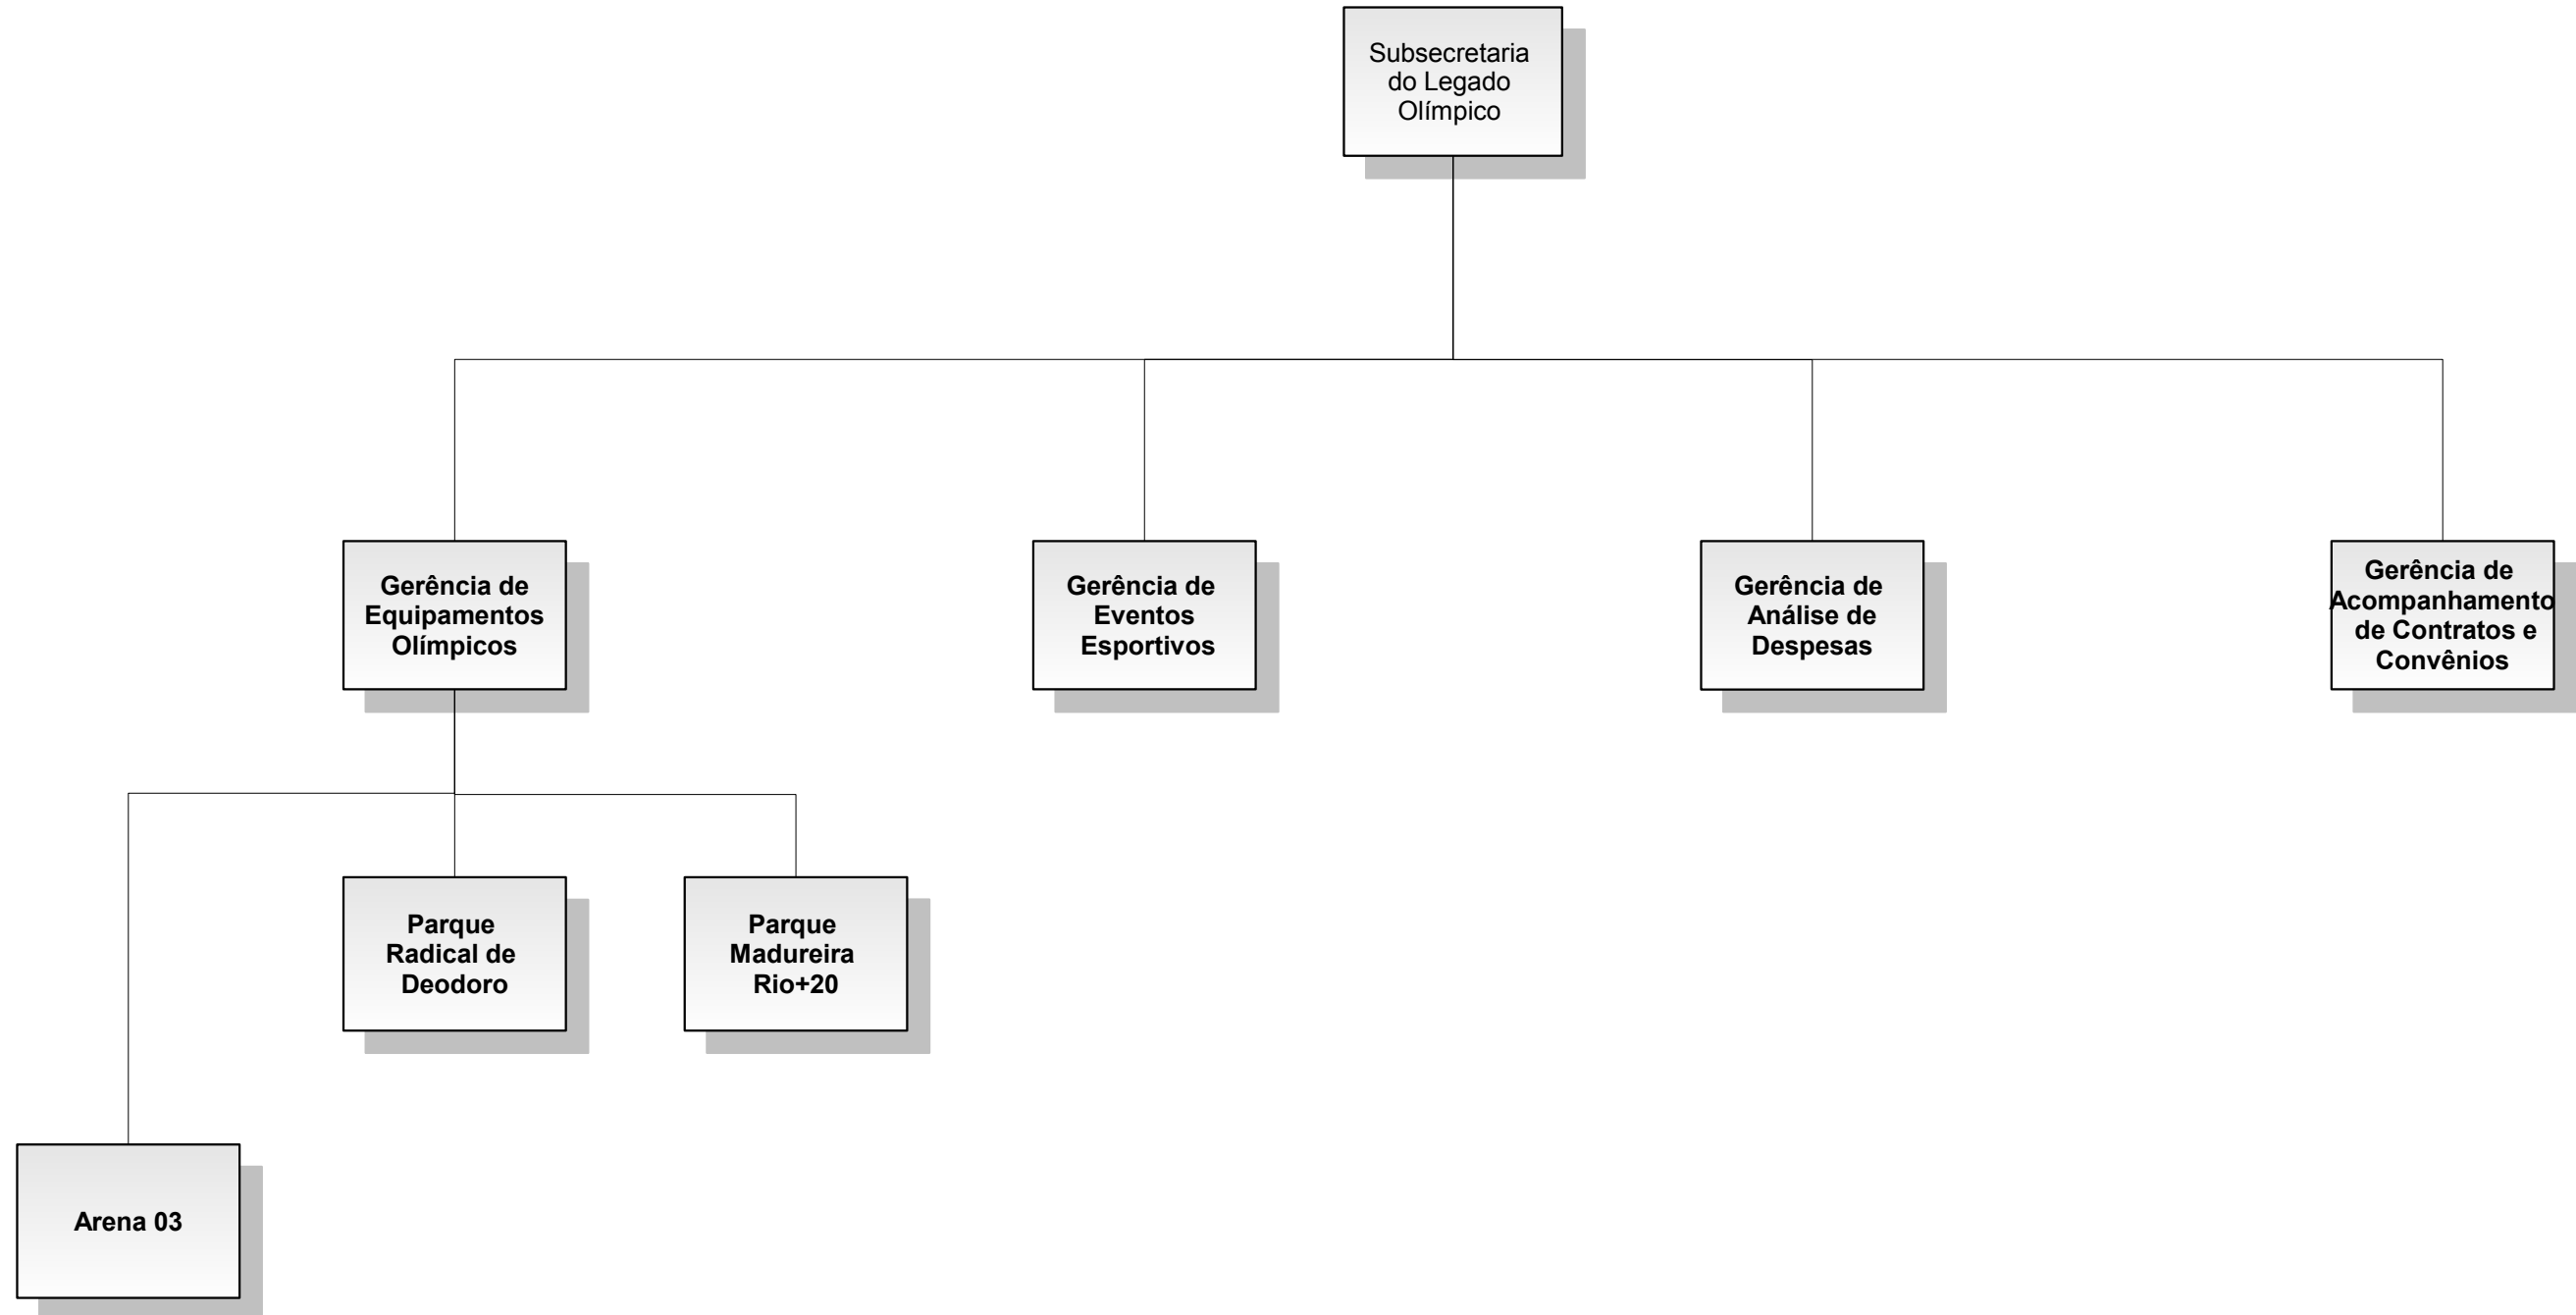 Subsecretaria
do Legado
Olímpico
Gerência de
Equipamentos
Olímpicos
Gerência de
Eventos
Esportivos
Gerência de
Análise de
Despesas
Gerência de
Acompanhamento
de Contratos e
Convênios
Parque
Radical de
Deodoro
Parque
Madureira
Rio+20
Arena 03